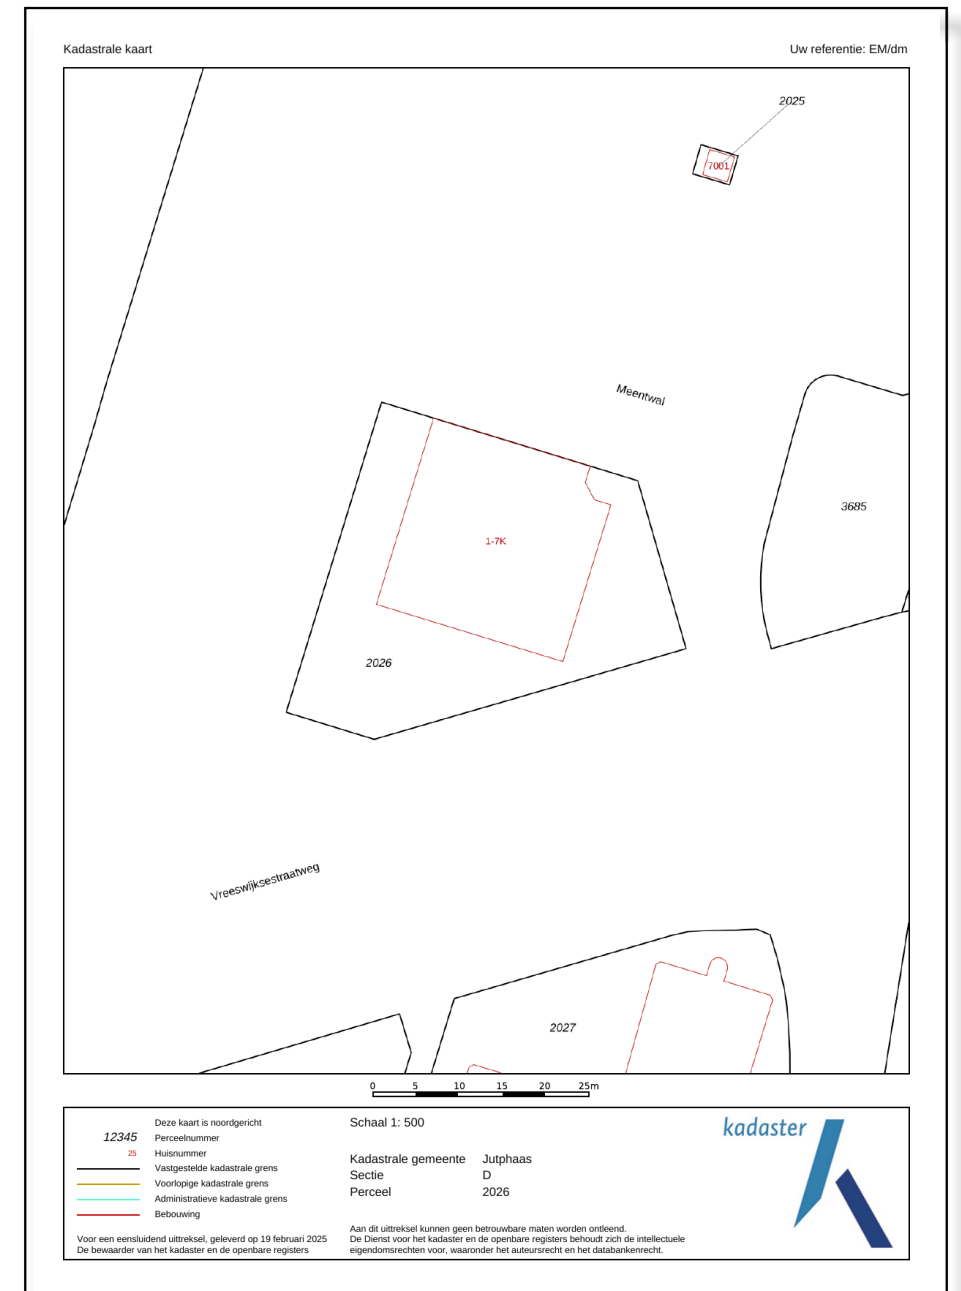 Kadastrale kaart
Uw referentie: EM/dm
2025
7001
Meentwal
3685
1-7K
2026
Vreeswijksestraatweg
2027
0 5 10 15 20 25m
Deze kaart is noordgericht
12345 Perceelnummer
25 Huisnummer
Vastgestelde kadastrale grens
Voorlopige kadastrale grens
Administratieve kadastrale grens
Bebouwing
Voor een eensluidend uittreksel, geleverd op 19 februari 2025
De bewaarder van het kadaster en de openbare registers
Schaal 1: 500
Kadastrale gemeente Jutphaas
Sectie D
Perceel 2026
Aan dit uittreksel kunnen geen betrouwbare maten worden ontleend.
De Dienst voor het kadaster en de openbare registers behoudt zich de intellectuele
eigendomsrechten voor, waaronder het auteursrecht en het databankenrecht.
kadaster